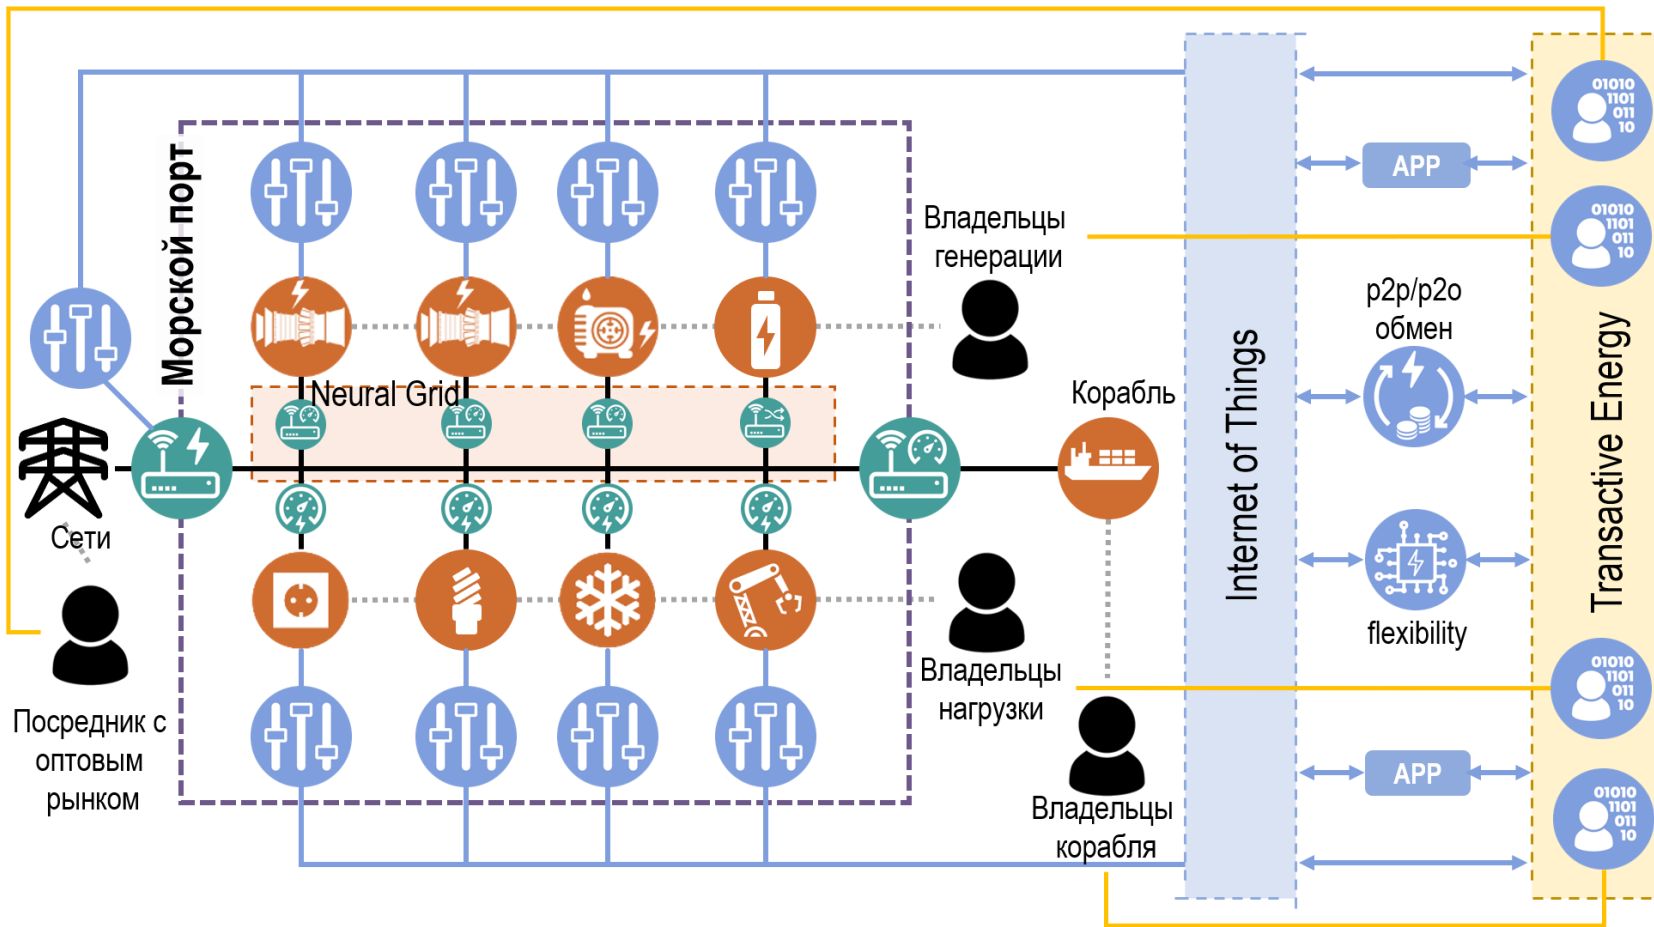 01010
1101
011
10
Морской порт
APP
01010
1101
011
10
Владельцы
генерации
p2p/p2o
обмен
Neural Grid
Корабль
Internet of Things
Transactive Energy
Сети
flexibility
Владельцы
нагрузки
01010
1101
011
10
Посредник с
оптовым
рынком
APP
Владельцы
корабля
01010
1101
011
10